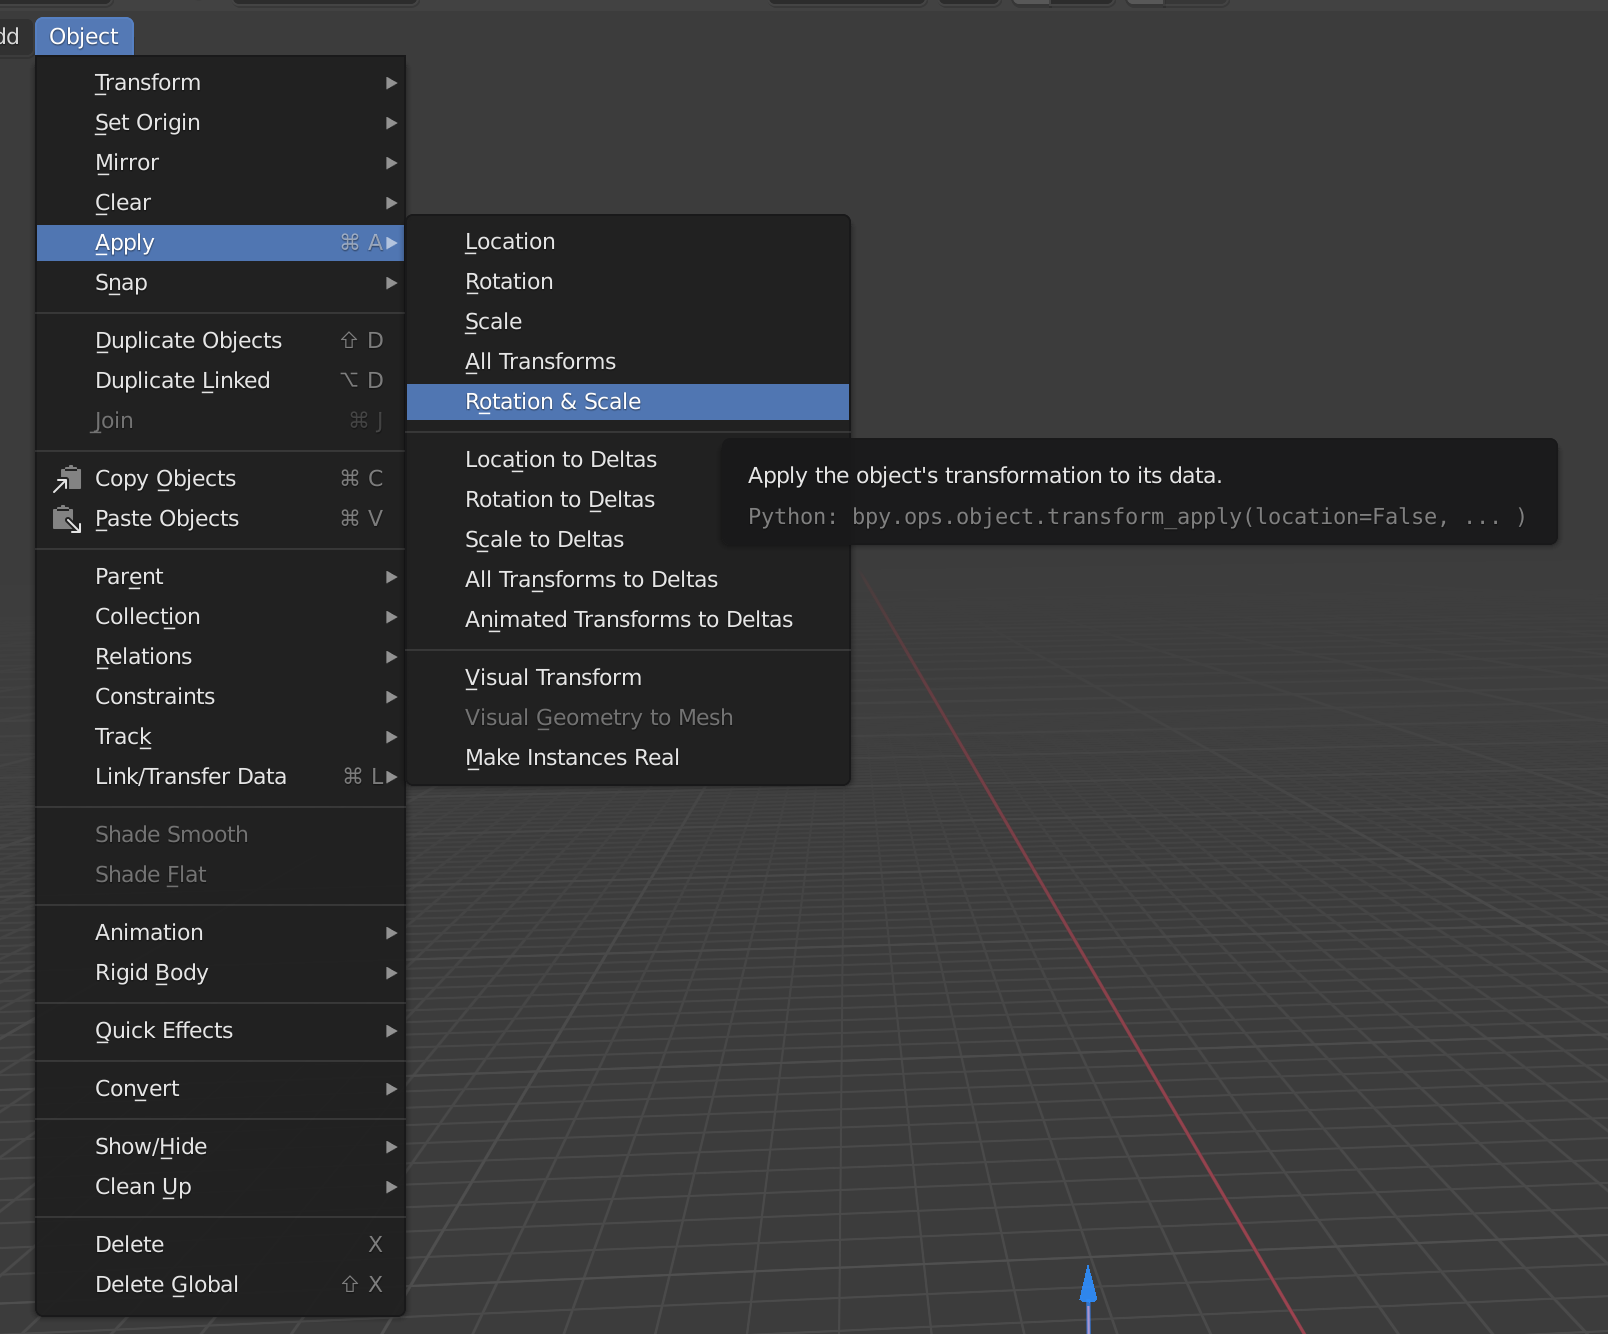 dd Object
Transform
Set Origin
Mirror
Clear
Apply ⌘ A
Snap
Duplicate Objects ⇧ D
Duplicate Linked ⌥ D
Join ⌘ J
Copy Objects ⌘ C
Paste Objects ⌘ V
Parent
Collection
Relations
Constraints
Track
Link/Transfer Data ⌘ L
Shade Smooth
Shade Flat
Animation
Rigid Body
Quick Effects
Convert
Show/Hide
Clean Up
Delete X
Delete Global ⇧ X
Location
Rotation
Scale
All Transforms
Rotation & Scale
Location to Deltas
Rotation to Deltas
Scale to Deltas
All Transforms to Deltas
Animated Transforms to Deltas
Visual Transform
Visual Geometry to Mesh
Make Instances Real
Apply the object's transformation to its data.
Python: bpy.ops.object.transform_apply(location=False, ... )